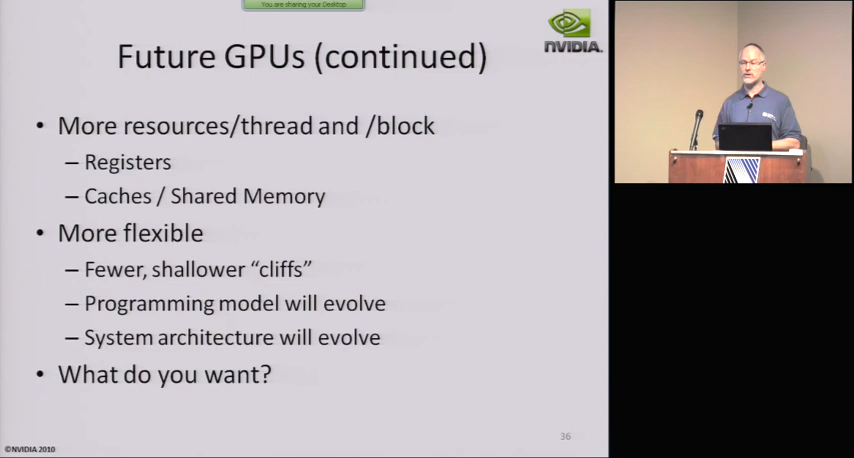 You are sharing your Desktop
NVIDIA.
Future GPUs (continued)
• More resources/thread and /block
– Registers
– Caches / Shared Memory
• More flexible
– Fewer, shallower “cliffs”
– Programming model will evolve
– System architecture will evolve
• What do you want?
36
©NVIDIA 2010